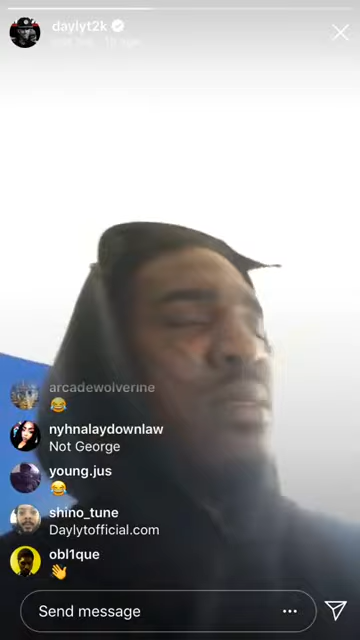 daylyt2k
arcadewolverine
😂
nyhnalaydownlaw
Not George
young.jus
😂
shino_tune
Daylytofficial.com
obl1que
👋
Send message